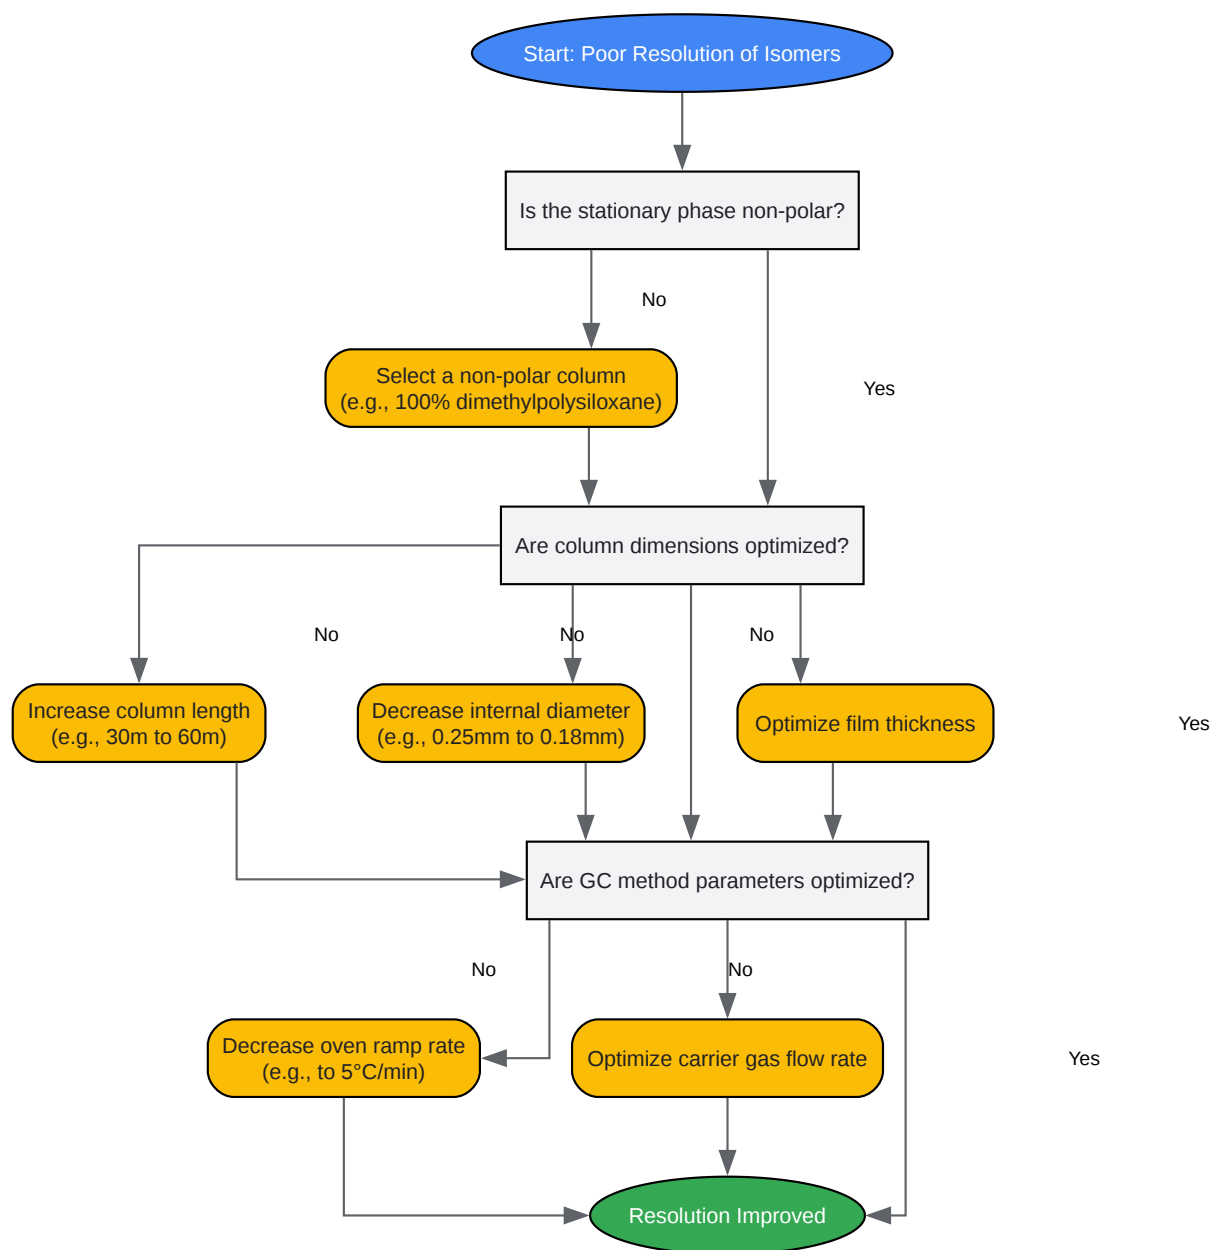 Start: Poor Resolution of Isomers
Is the stationary phase non-polar?
No
Select a non-polar column
(e.g., 100% dimethylpolysiloxane)
Yes
Are column dimensions optimized?
No
No
No
Increase column length
(e.g., 30m to 60m)
Decrease internal diameter
(e.g., 0.25mm to 0.18mm)
Optimize film thickness
Yes
Are GC method parameters optimized?
No
No
Decrease oven ramp rate
(e.g., to 5°C/min)
Optimize carrier gas flow rate
Yes
Resolution Improved